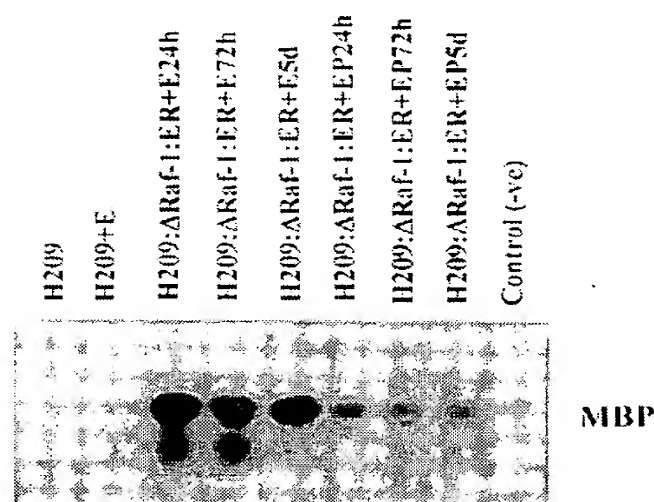 H209
H209+E
H209:ΔRaf-1:ER+E24h
H209:ΔRaf-1:ER+E72h
H209:ΔRaf-1:ER+E5d
H209:ΔRaf-1:ER+EP24h
H209:ΔRaf-1:ER+EP72h
H209:ΔRaf-1:ER+EP5d
Control (-ve)
MBP